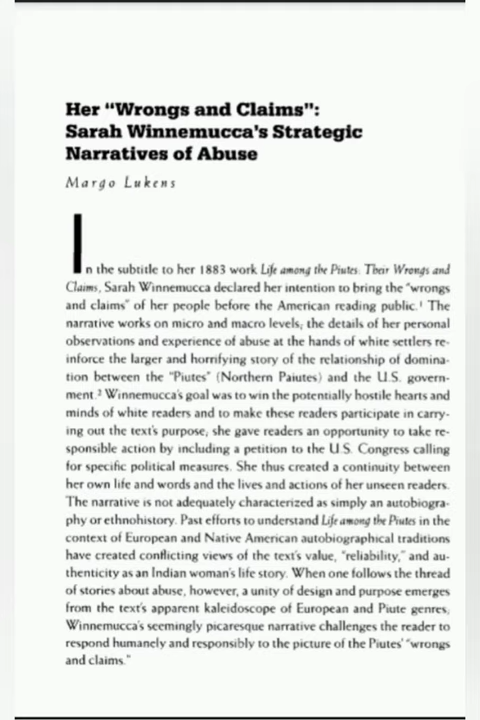 Her "Wrongs and Claims":
Sarah Winnemucca's Strategic
Narratives of Abuse
Margo Lukens
In the subtitle to her 1883 work Life among the Piutes: Their Wrongs and
Claims, Sarah Winnemucca declared her intention to bring the "wrongs
and claims" of her people before the American reading public.¹ The
narrative works on micro and macro levels; the details of her personal
observations and experience of abuse at the hands of white settlers re-
inforce the larger and horrifying story of the relationship of domina-
tion between the "Piutes" (Northern Paiutes) and the U.S. govern-
ment.² Winnemucca's goal was to win the potentially hostile hearts and
minds of white readers and to make these readers participate in carry-
ing out the text's purpose; she gave readers an opportunity to take re-
sponsible action by including a petition to the U.S. Congress calling
for specific political measures. She thus created a continuity between
her own life and words and the lives and actions of her unseen readers.
The narrative is not adequately characterized as simply an autobiogra-
phy or ethnohistory. Past efforts to understand Life among the Piutes in the
context of European and Native American autobiographical traditions
have created conflicting views of the text's value, "reliability," and au-
thenticity as an Indian woman's life story. When one follows the thread
of stories about abuse, however, a unity of design and purpose emerges
from the text's apparent kaleidoscope of European and Piute genres;
Winnemucca's seemingly picaresque narrative challenges the reader to
respond humanely and responsibly to the picture of the Piutes' "wrongs
and claims."